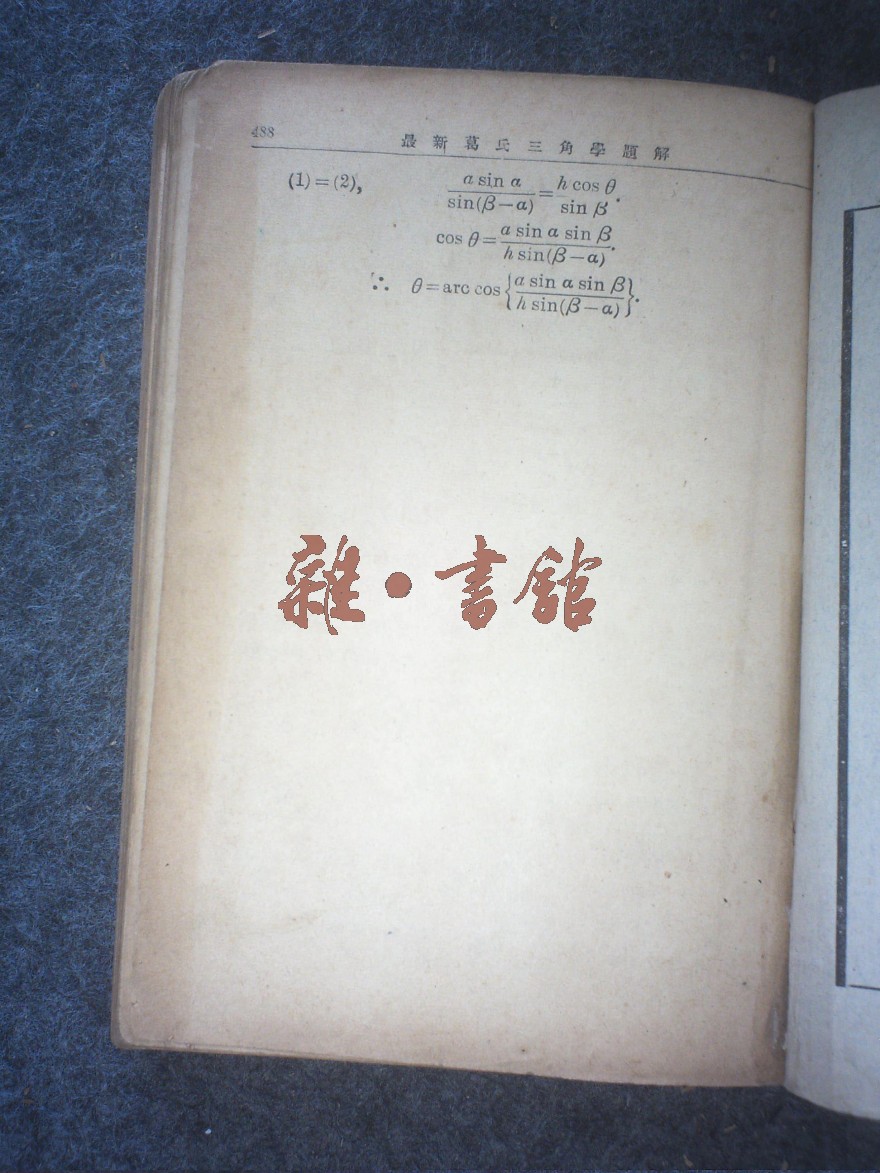 488
最新葛氏三角學題解
(1)=(2), a sin α / sin(β−α) = h cos θ / sin β.
cos θ = a sin α sin β / h sin(β−α).
∴ θ = arc cos {a sin α sin β / h sin(β−α)}.
雜·書館